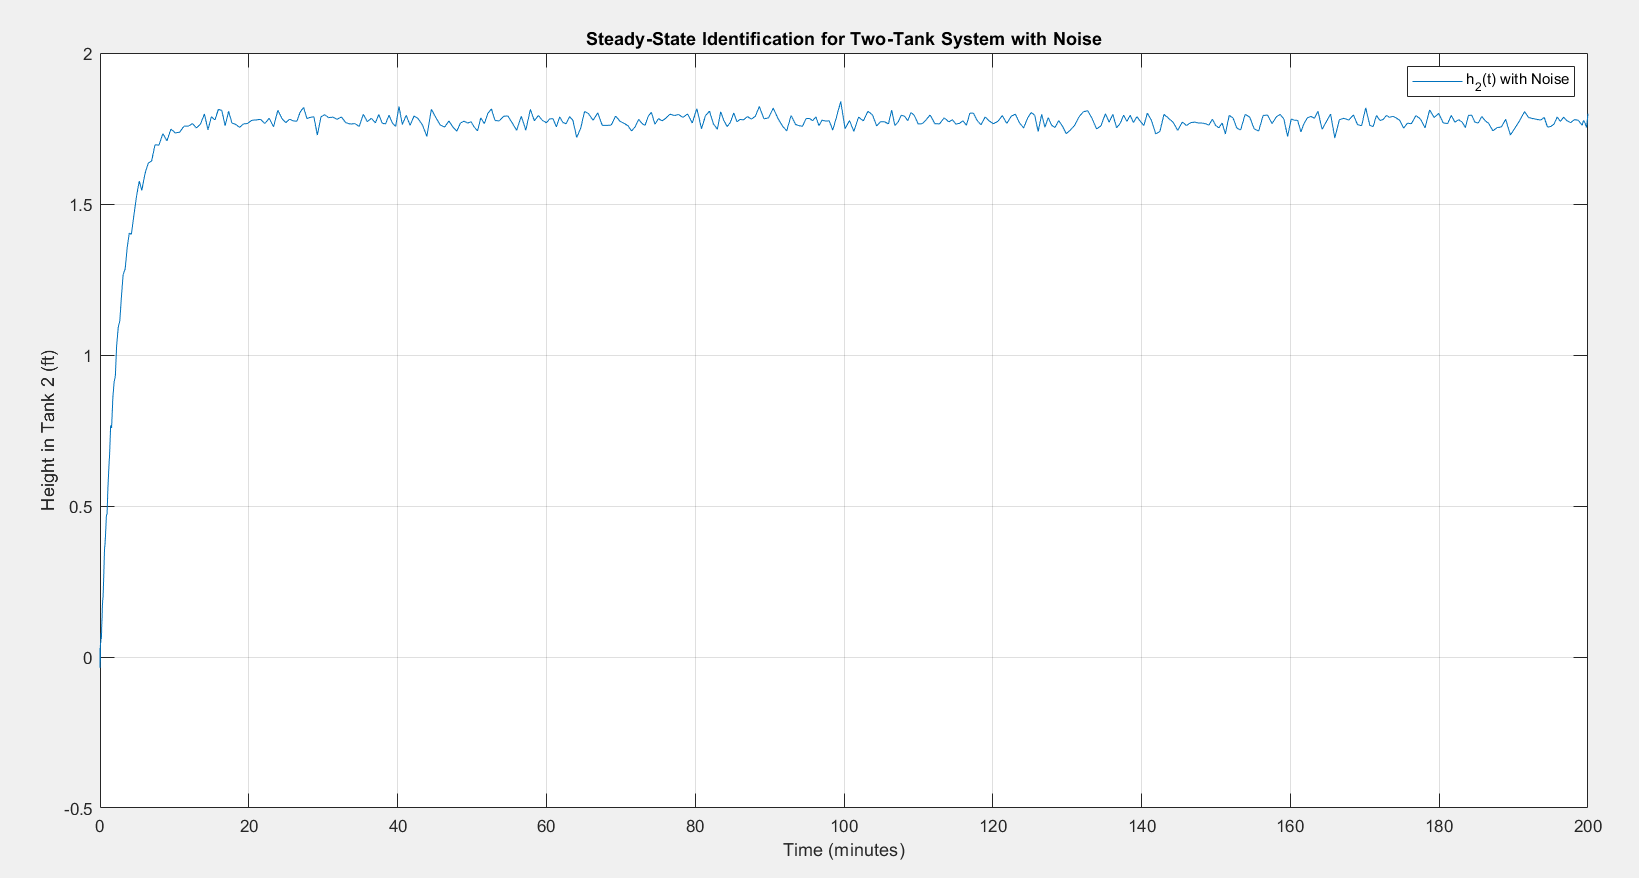 Steady-State Identification for Two-Tank System with Noise
h2(t) with Noise
Height in Tank 2 (ft)
2
1.5
1
0.5
0
-0.5
0 20 40 60 80 100 120 140 160 180 200
Time (minutes)